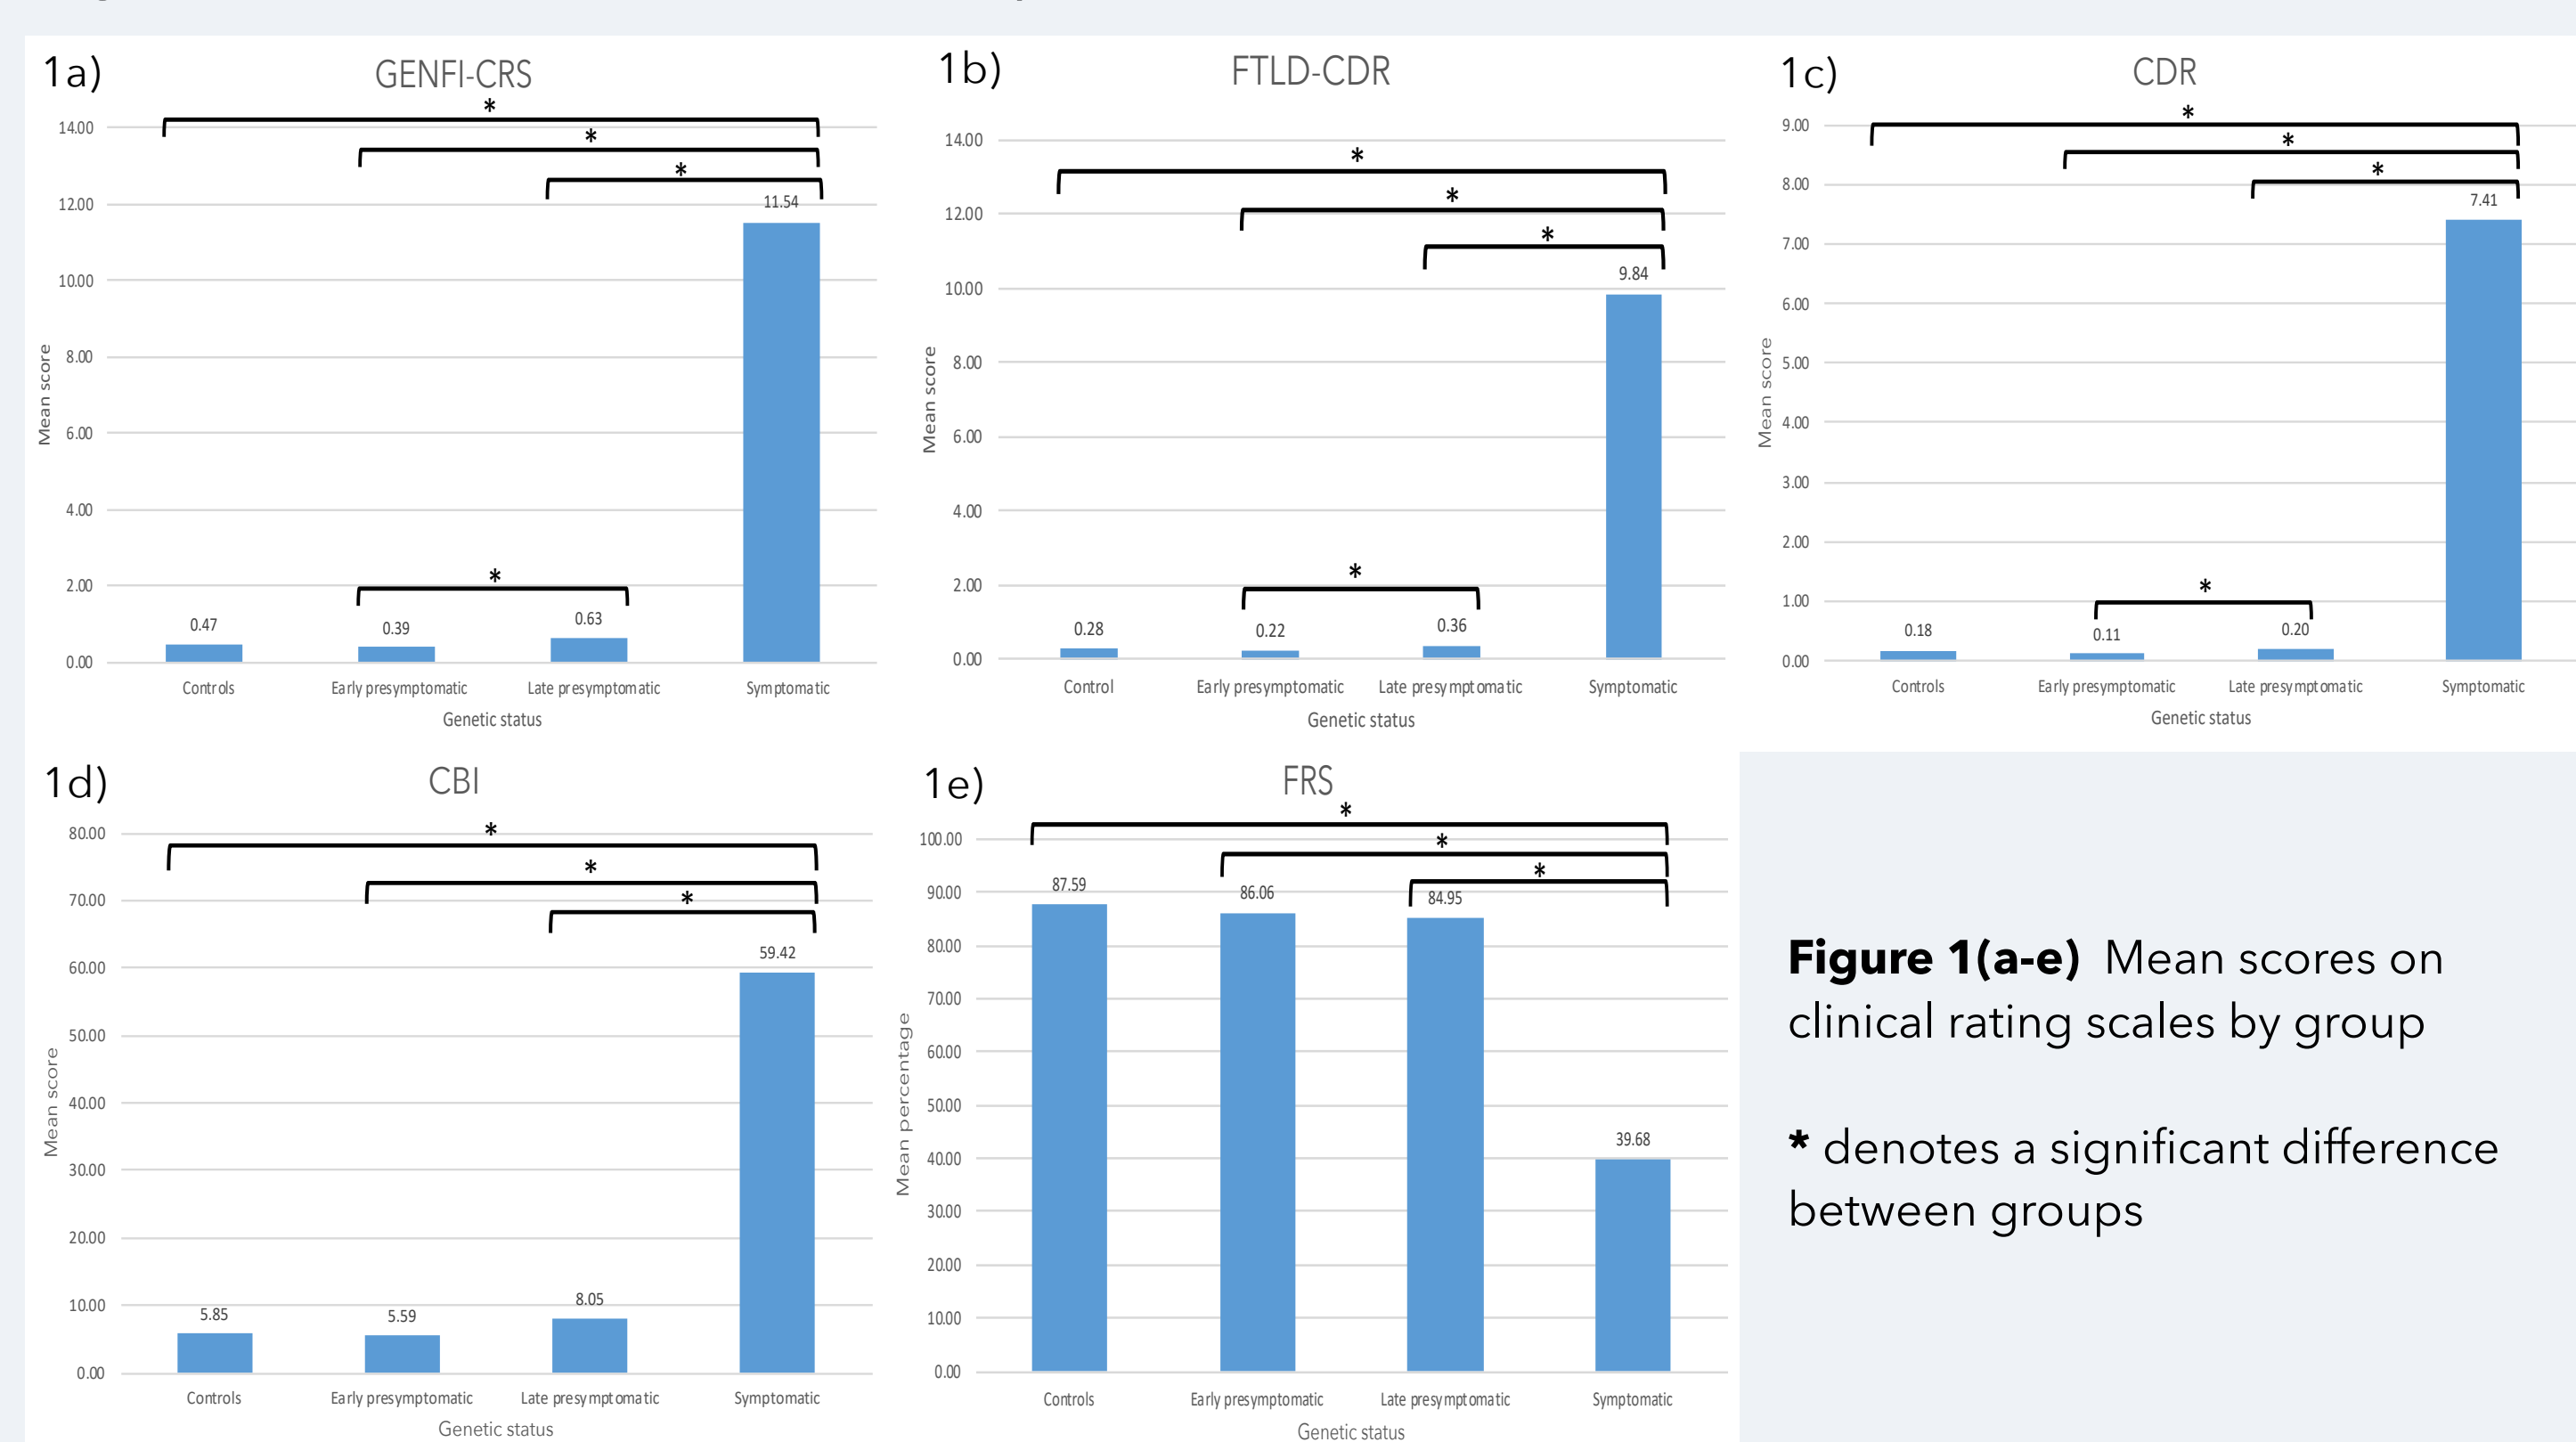 1a)
GENFI-CRS
*
14.00
*
*
12.00
11.54
10.00
Mean score
8.00
6.00
4.00
*
2.00
0.47
0.39
0.63
0.00
Controls
Early presymptomatic
Late presymptomatic
Symptomatic
Genetic status
1b)
FTLD-CDR
14.00
*
*
12.00
*
9.84
10.00
Mean score
8.00
6.00
4.00
*
2.00
0.28
0.22
0.36
0.00
Control
Early presymptomatic
Late presymptomatic
Symptomatic
Genetic status
1c)
CDR
*
9.00
*
*
8.00
7.41
7.00
6.00
Mean score
5.00
4.00
3.00
2.00
*
1.00
0.18
0.11
0.20
0.00
Controls
Early presymptomatic
Late presymptomatic
Symptomatic
Genetic status
1d)
CBI
80.00
*
*
70.00
*
59.42
60.00
50.00
Mean score
40.00
30.00
20.00
10.00
5.85
5.59
8.05
0.00
Controls
Early presymptomatic
Late presymptomatic
Symptomatic
Genetic status
1e)
FRS
*
100.00
*
*
90.00
87.59
86.06
84.95
80.00
70.00
Mean percentage
60.00
50.00
40.00
39.68
30.00
20.00
10.00
0.00
Controls
Early presymptomatic
Late presymptomatic
Symptomatic
Genetic status
Figure 1(a-e) Mean scores on
clinical rating scales by group
* denotes a significant difference
between groups